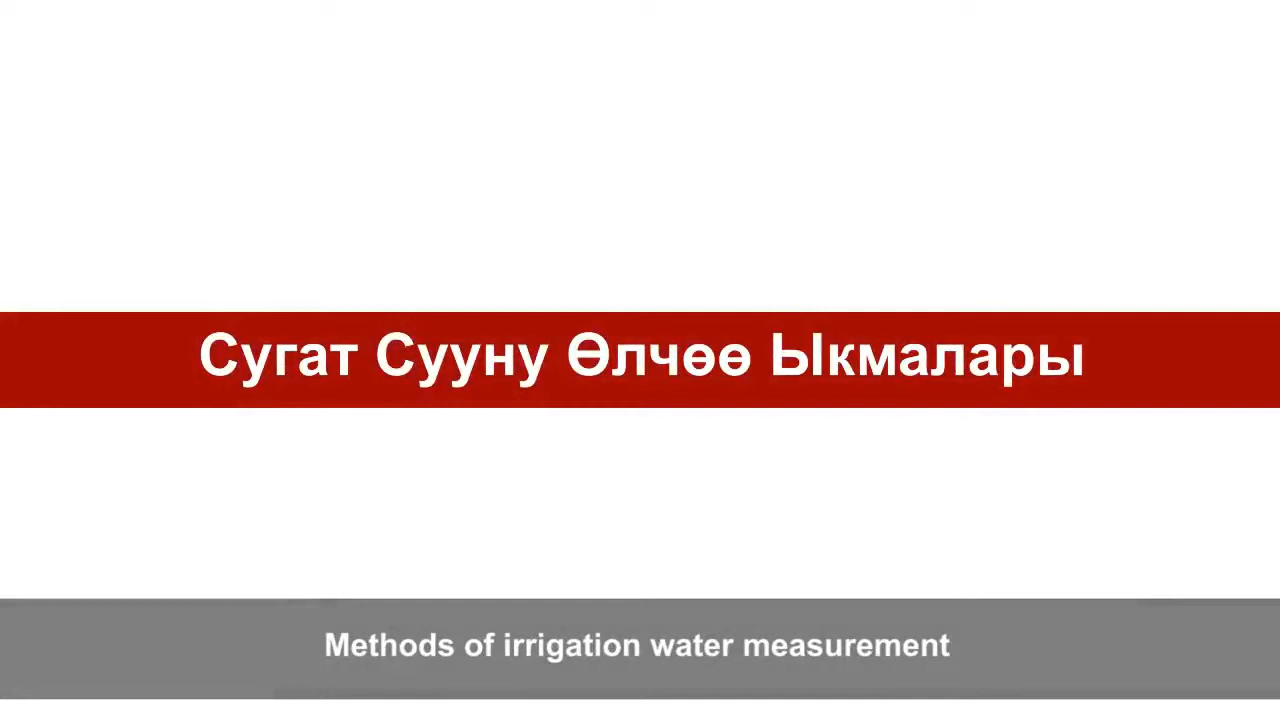 Сугат Сууну Өлчөө Ыкмалары
Methods of irrigation water measurement